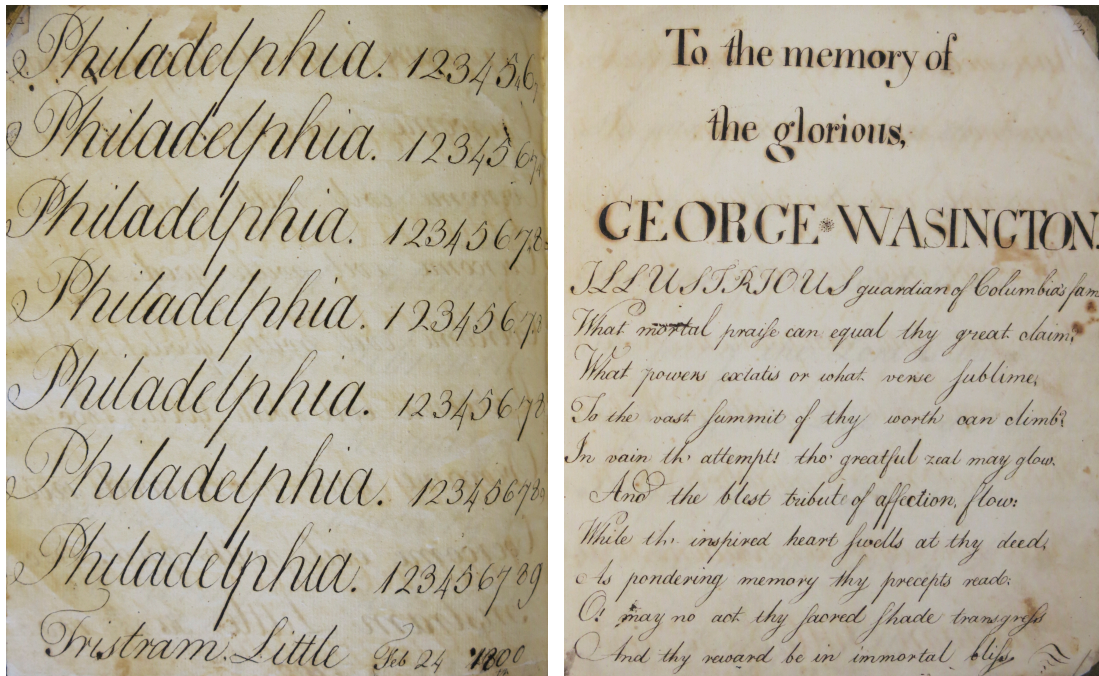 Philadelphia. 123456
Philadelphia. 1234567
Philadelphia. 12345678
Philadelphia. 12345678
Philadelphia. 12345678
Philadelphia. 123456789
Philadelphia. 123456789
Tristram Little Feb 24 1800
To the memory of
the glorious,
GEORGE WASINGTON.
ILLUSTRIOUS guardian of Columbia's fam
What mortal praiſe can equal thy great claim,
What powers extatis or what verse ſublime,
To the vast ſummit of thy worth can climb?
In vain th' attempt! tho' greatful zeal may glow.
And the blest tribute of affection, flow:
While th' inspired heart ſwells at thy deed,
As pondering memory thy precepts read:
O! may no act thy ſacred ſhade transgreſs
And thy reward be in immortal bliſs